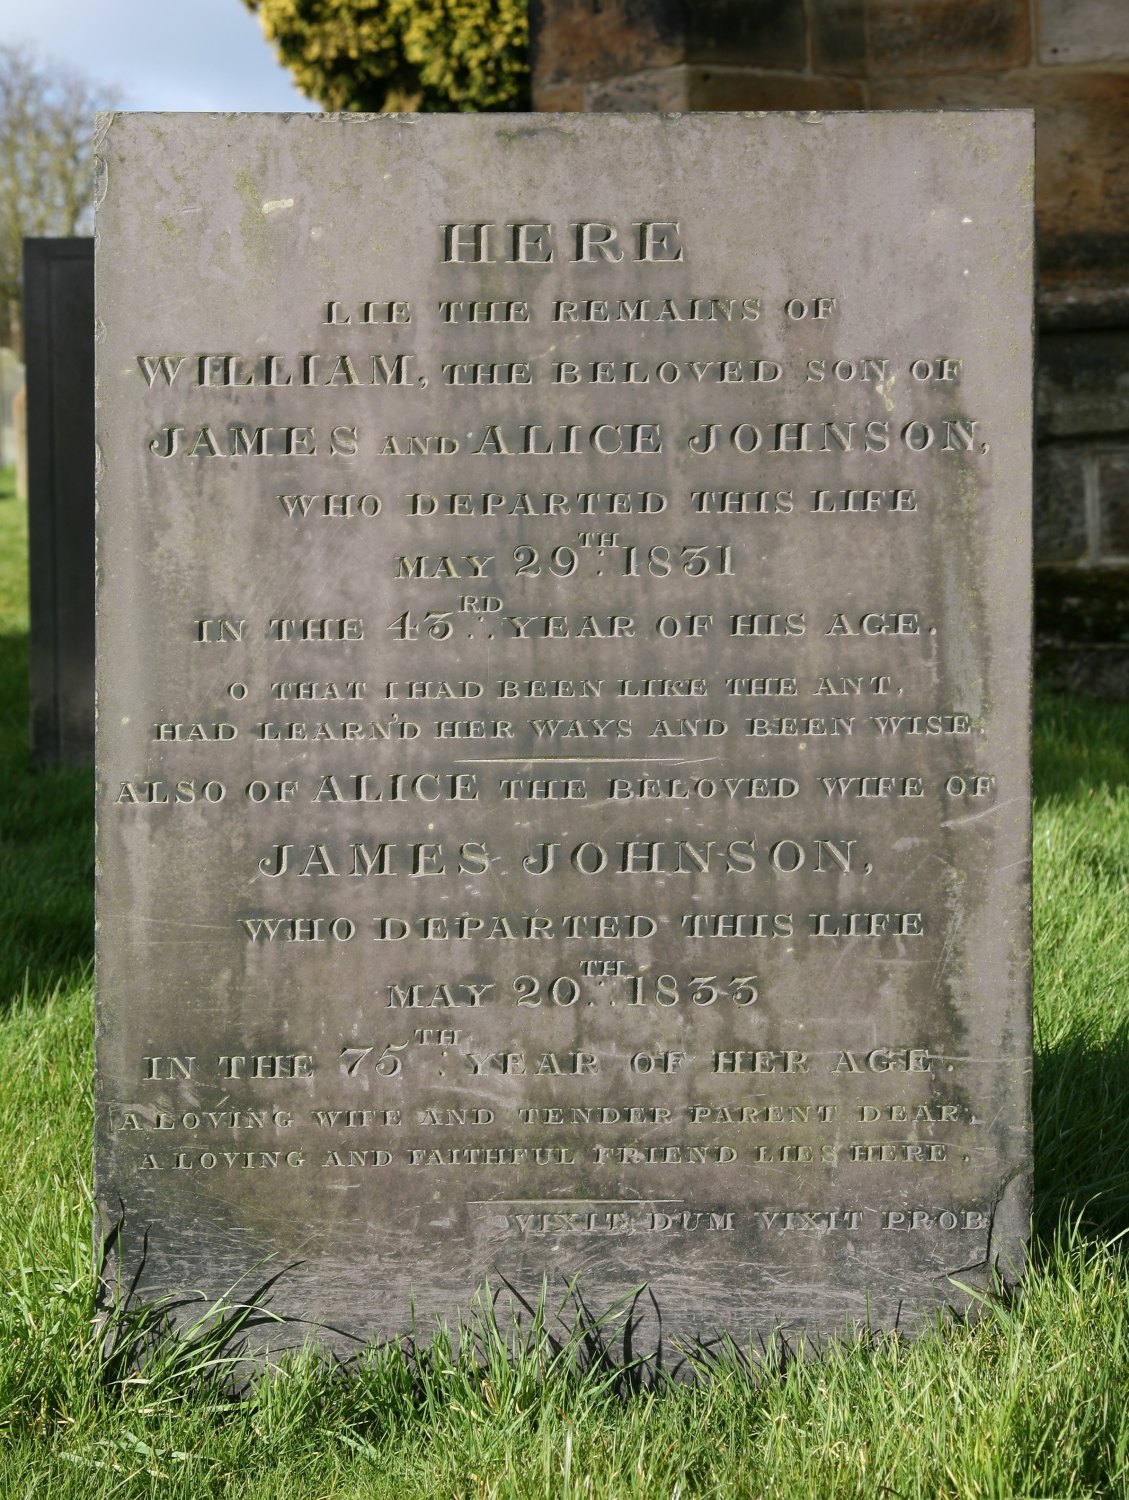 HERE
LIE THE REMAINS OF
WILLIAM, THE BELOVED SON OF
JAMES AND ALICE JOHNSON,
WHO DEPARTED THIS LIFE
MAY 29TH 1831
IN THE 43RD YEAR OF HIS AGE.
O THAT I HAD BEEN LIKE THE ANT,
HAD LEARN'D HER WAYS AND BEEN WISE.
ALSO OF ALICE THE BELOVED WIFE OF
JAMES JOHNSON,
WHO DEPARTED THIS LIFE
MAY 20TH 1833
IN THE 75TH YEAR OF HER AGE.
A LOVING WIFE AND TENDER PARENT DEAR,
A LOVING AND FAITHFUL FRIEND LIES HERE.
VIXIT, DUM VIXIT PROB